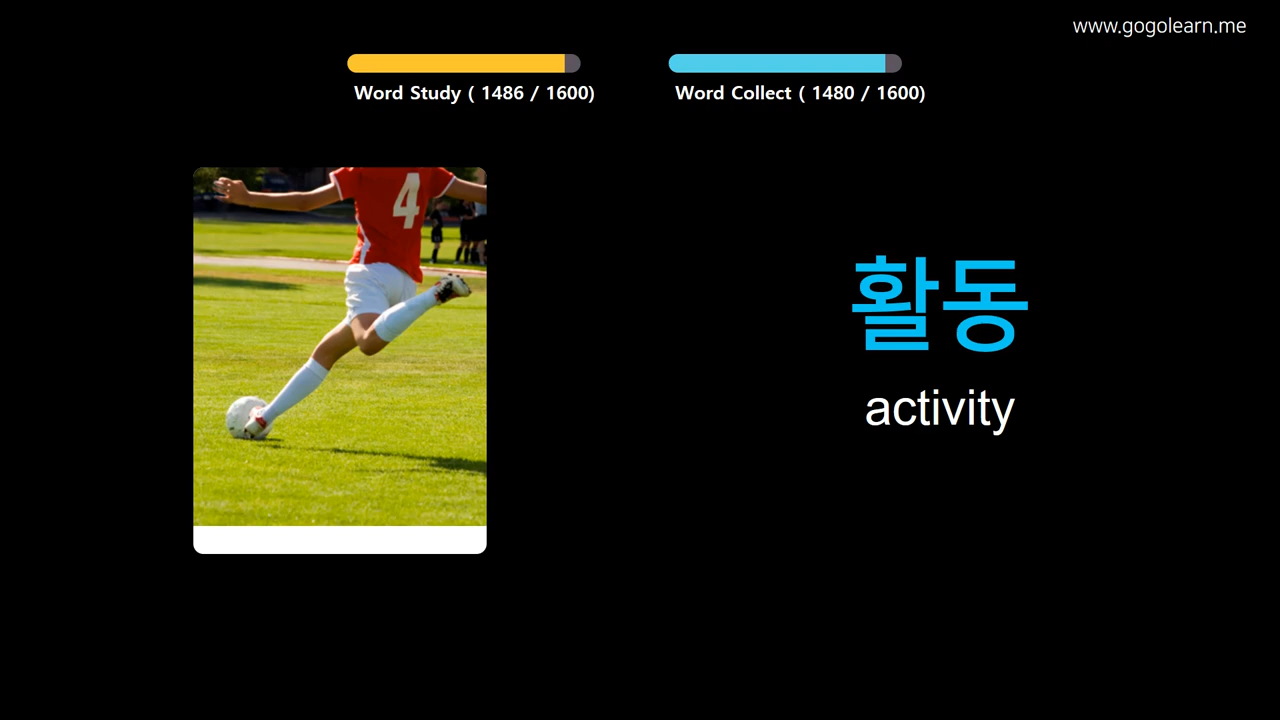 www.gogolearn.me
Word Study ( 1486 / 1600)
Word Collect ( 1480 / 1600)
4
활동
activity